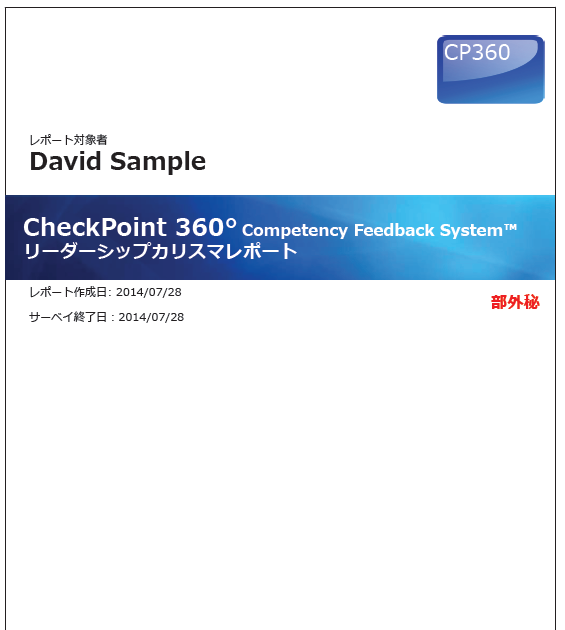 CP360
レポート対象者
David Sample
CheckPoint 360° Competency Feedback System™
リーダーシップカリスマレポート
レポート作成日: 2014/07/28
部外秘
サーベイ終了日 : 2014/07/28